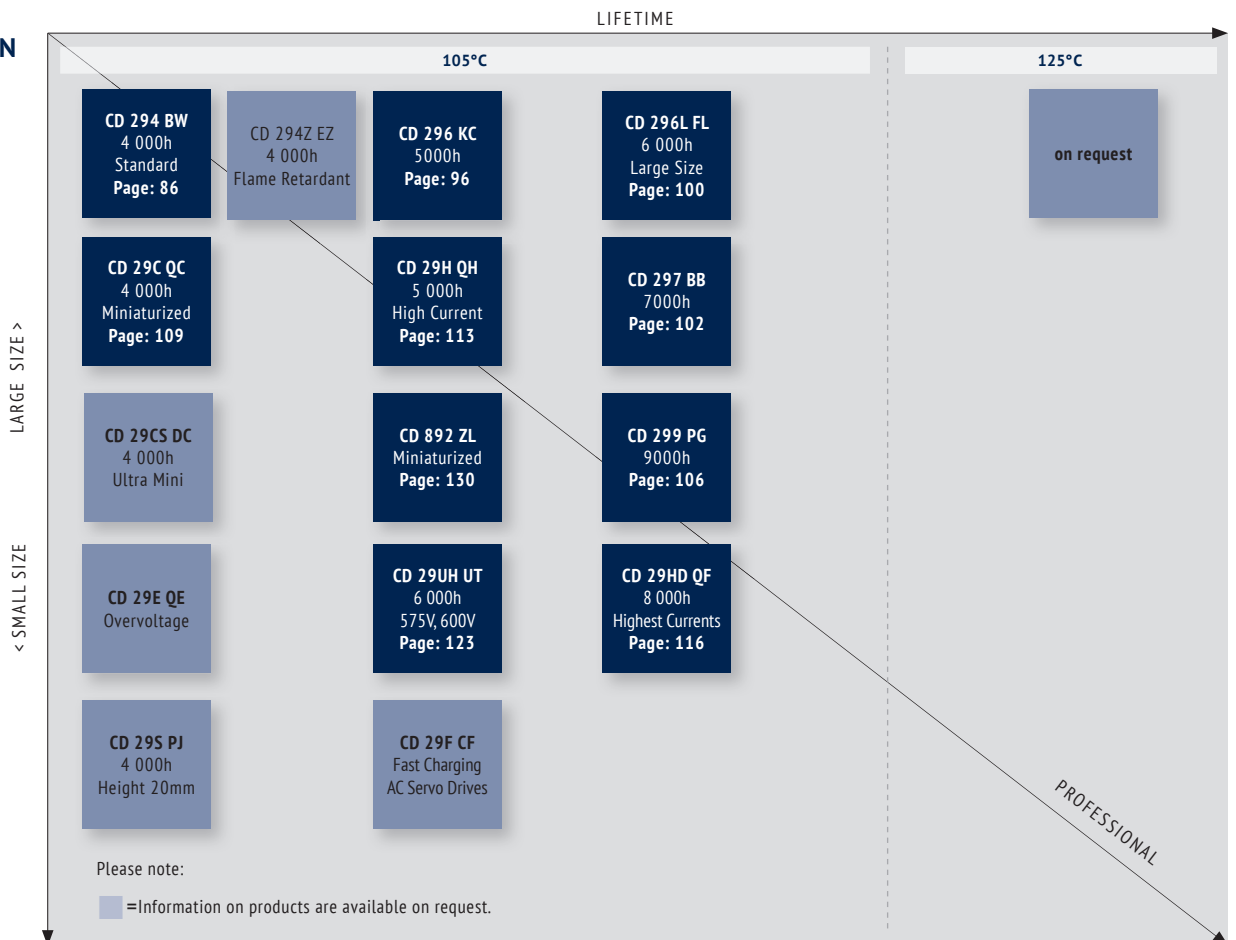 LIFETIME
N
105°C
125°C
CD 294 BW
4 000h
Standard
Page: 86
CD 294Z EZ
4 000h
Flame Retardant
CD 296 KC
5000h
Page: 96
CD 296L FL
6 000h
Large Size
Page: 100
on request
CD 29C QC
4 000h
Miniaturized
Page: 109
CD 29H QH
5 000h
High Current
Page: 113
CD 297 BB
7000h
Page: 102
LARGE SIZE >
CD 29CS DC
4 000h
Ultra Mini
CD 892 ZL
Miniaturized
Page: 130
CD 299 PG
9000h
Page: 106
< SMALL SIZE
CD 29E QE
Overvoltage
CD 29UH UT
6 000h
575V, 600V
Page: 123
CD 29HD QF
8 000h
Highest Currents
Page: 116
CD 29S PJ
4 000h
Height 20mm
CD 29F CF
Fast Charging
AC Servo Drives
PROFESSIONAL
Please note:
=Information on products are available on request.